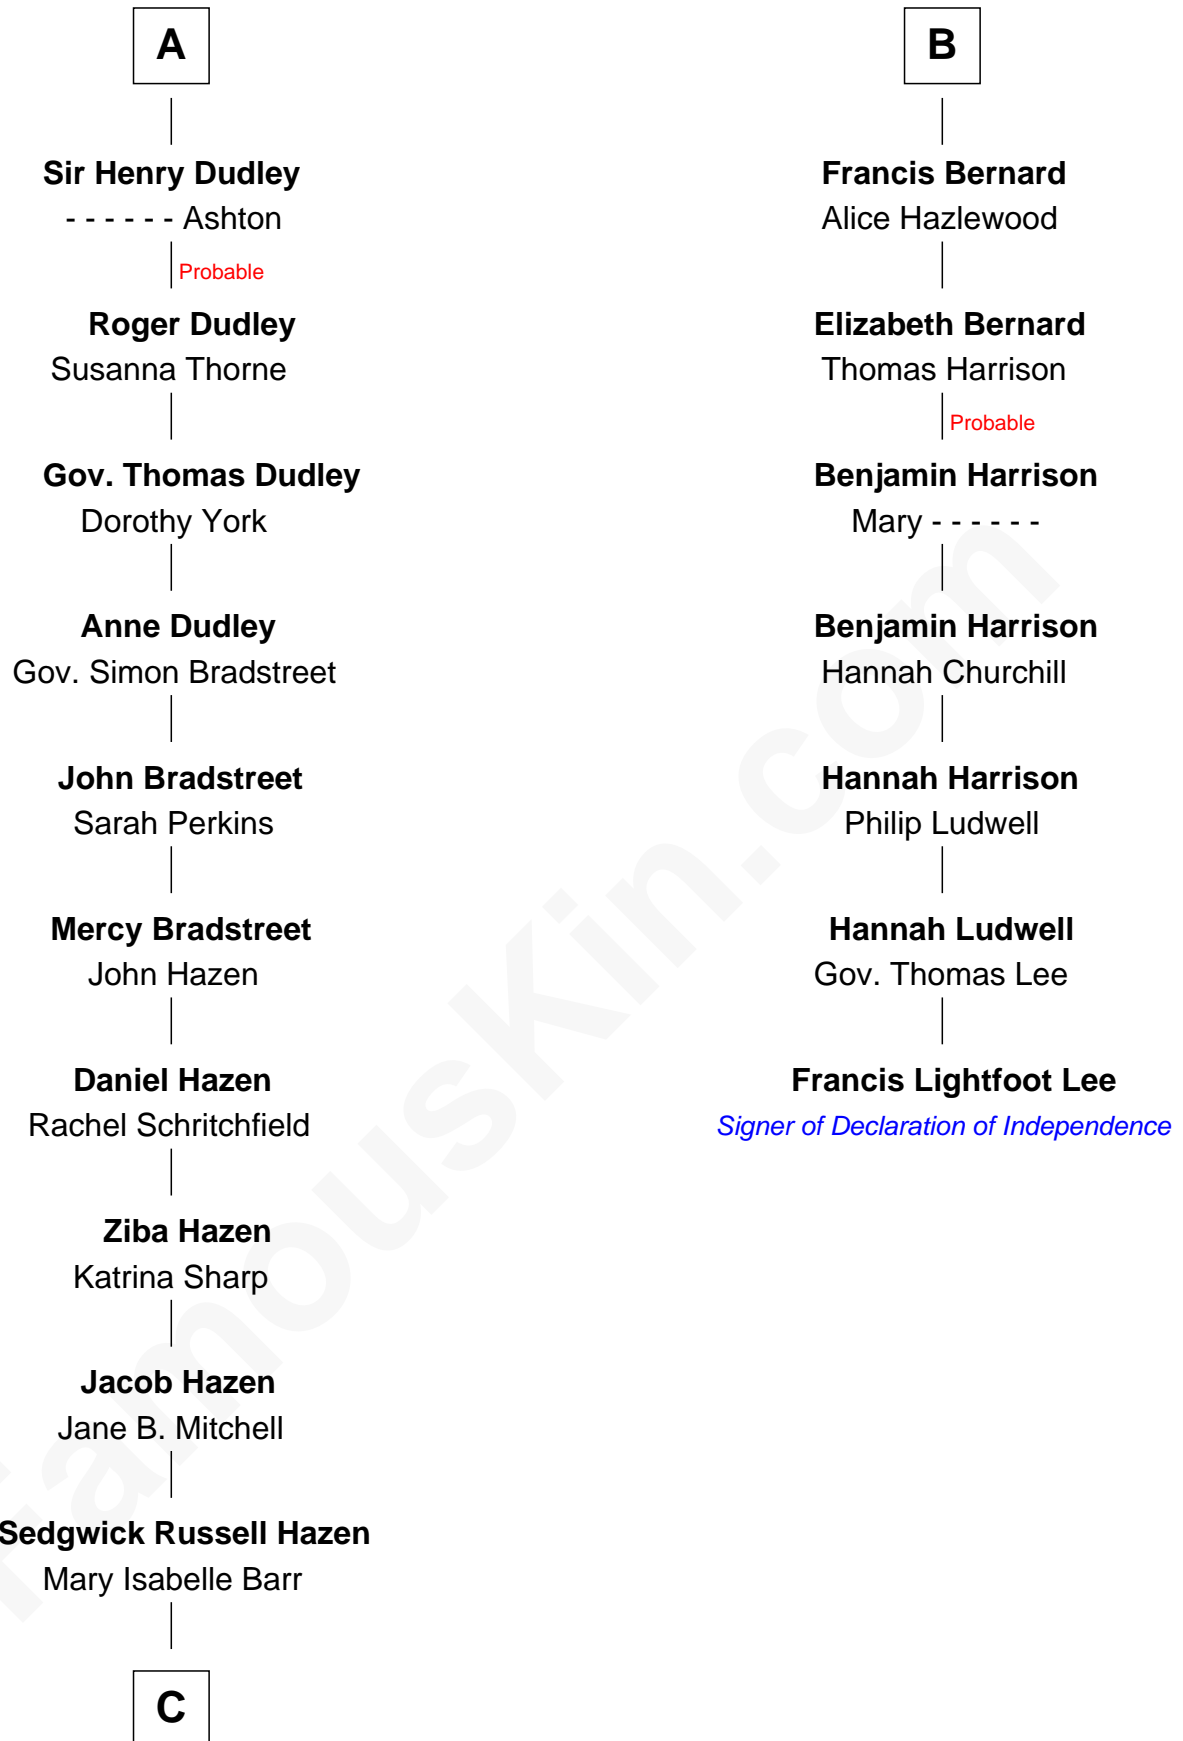 A
Sir Henry Dudley
- - - - - - Ashton
Probable
Roger Dudley
Susanna Thorne
Gov. Thomas Dudley
Dorothy York
Anne Dudley
Gov. Simon Bradstreet
John Bradstreet
Sarah Perkins
Mercy Bradstreet
John Hazen
Daniel Hazen
Rachel Schritchfield
Ziba Hazen
Katrina Sharp
Jacob Hazen
Jane B. Mitchell
Sedgwick Russell Hazen
Mary Isabelle Barr
C
B
Francis Bernard
Alice Hazlewood
Elizabeth Bernard
Thomas Harrison
Probable
Benjamin Harrison
Mary - - - - - -
Benjamin Harrison
Hannah Churchill
Hannah Harrison
Philip Ludwell
Hannah Ludwell
Gov. Thomas Lee
Francis Lightfoot Lee
Signer of Declaration of Independence
FamousKin.com